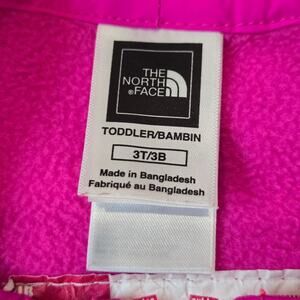 THE
NORTH
®FACE
TODDLER/BAMBIN
3T/3B
Made in Bangladesh
Fabriqué au Bangladesh